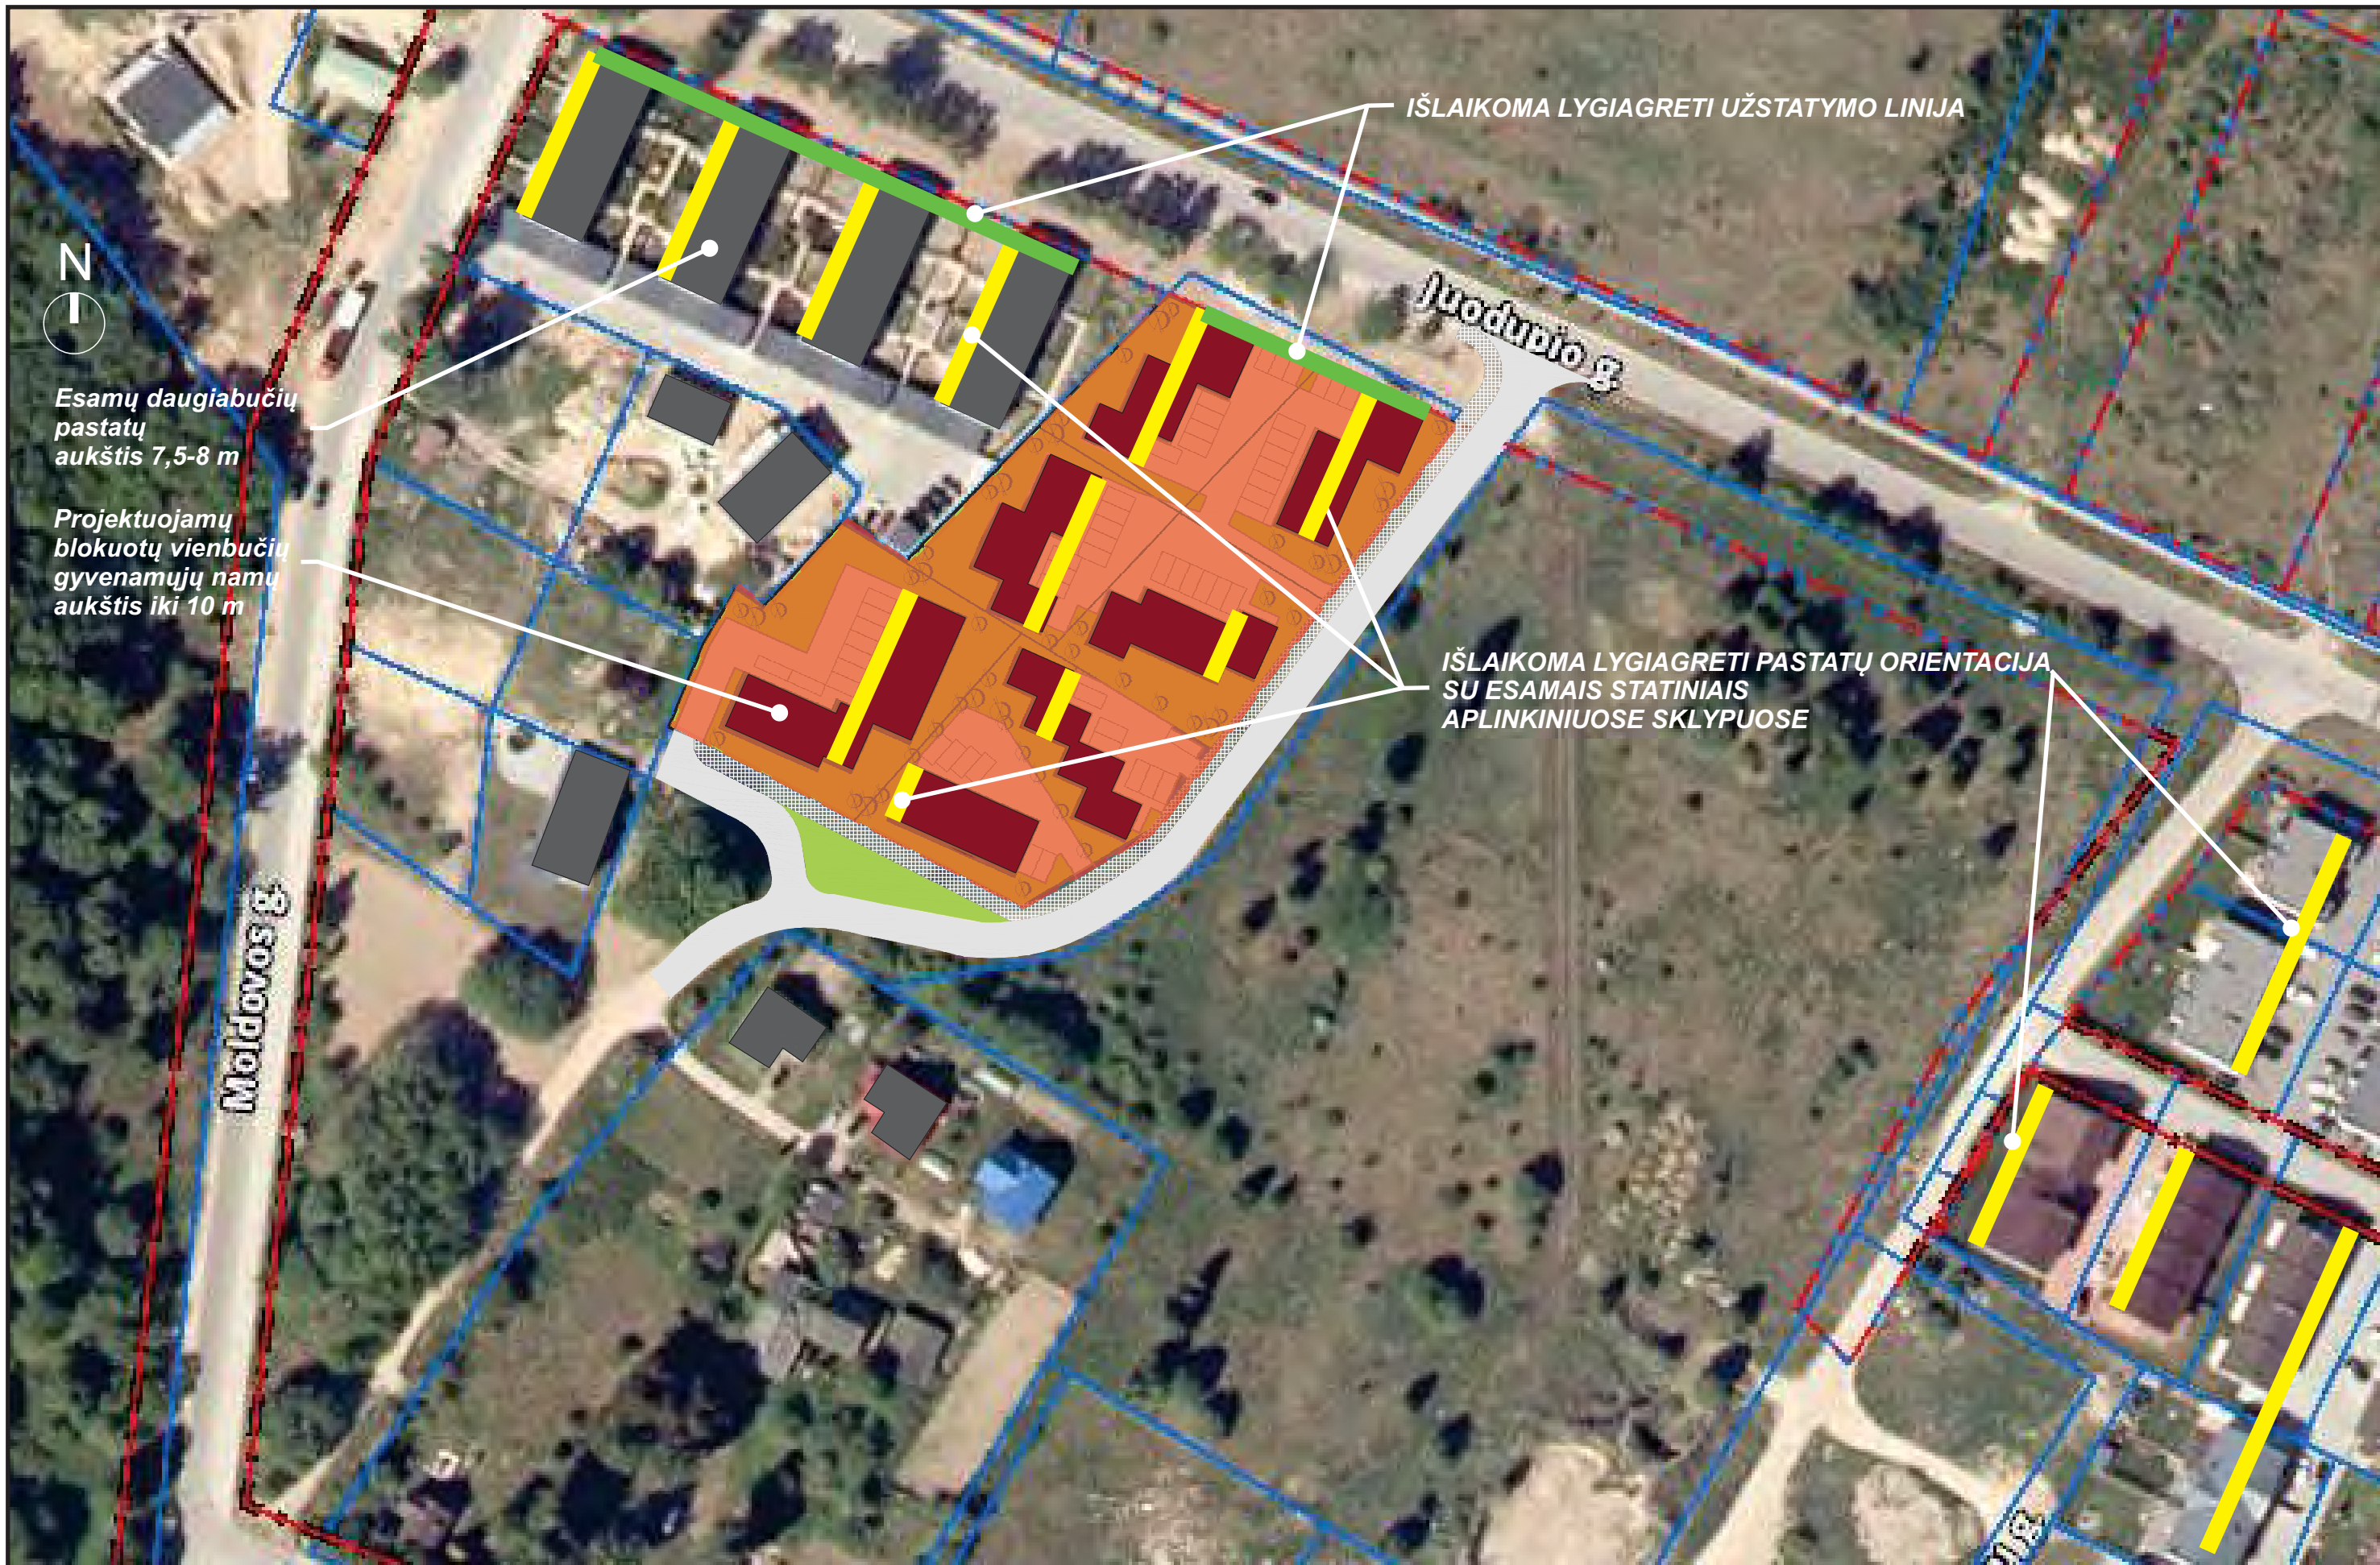 IŠLAIKOMA LYGIAGRETI UŽSTATYMO LINIJA
N
Juodupio g.
Esamų daugiabučių
pastatų
aukštis 7,5-8 m
Projektuojamų
blokuotų vienbučių
gyvenamųjų namų
aukštis iki 10 m
IŠLAIKOMA LYGIAGRETI PASTATŲ ORIENTACIJA
SU ESAMAIS STATINIAIS
APLINKINIUOSE SKLYPUOSE
Moldovos g.